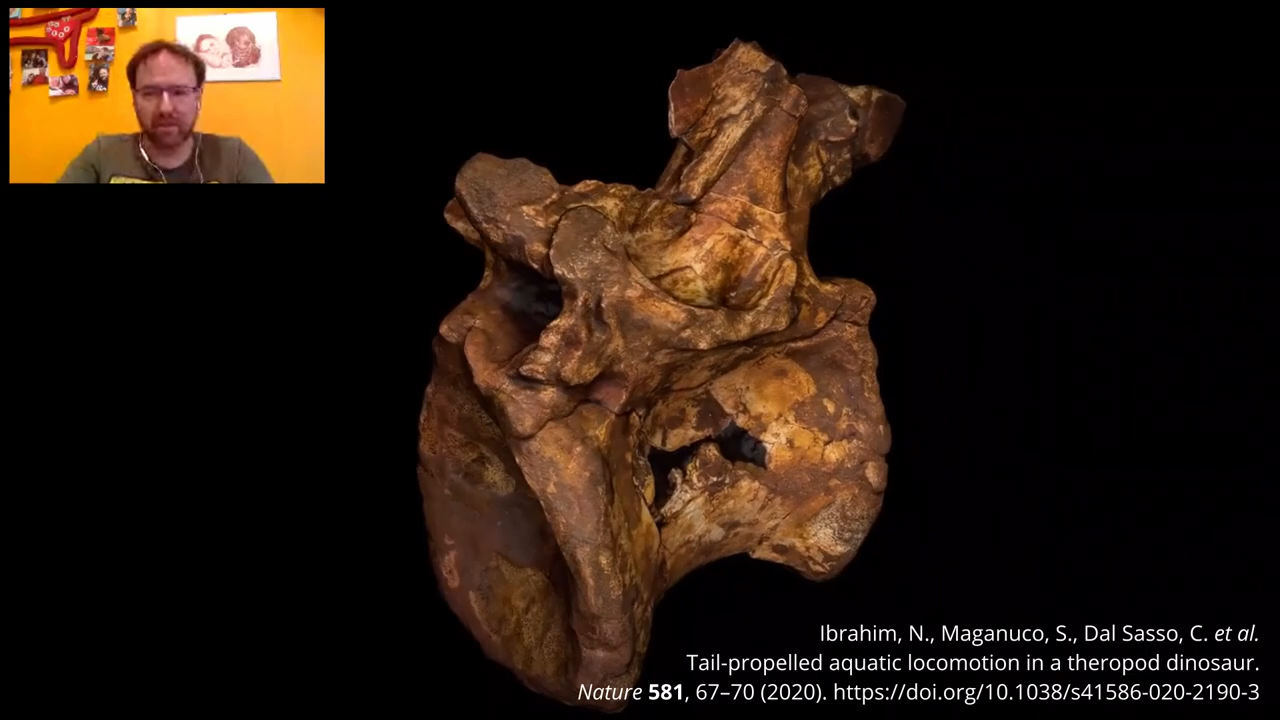 Ibrahim, N., Maganuco, S., Dal Sasso, C. et al.
Tail-propelled aquatic locomotion in a theropod dinosaur.
Nature 581, 67–70 (2020). https://doi.org/10.1038/s41586-020-2190-3